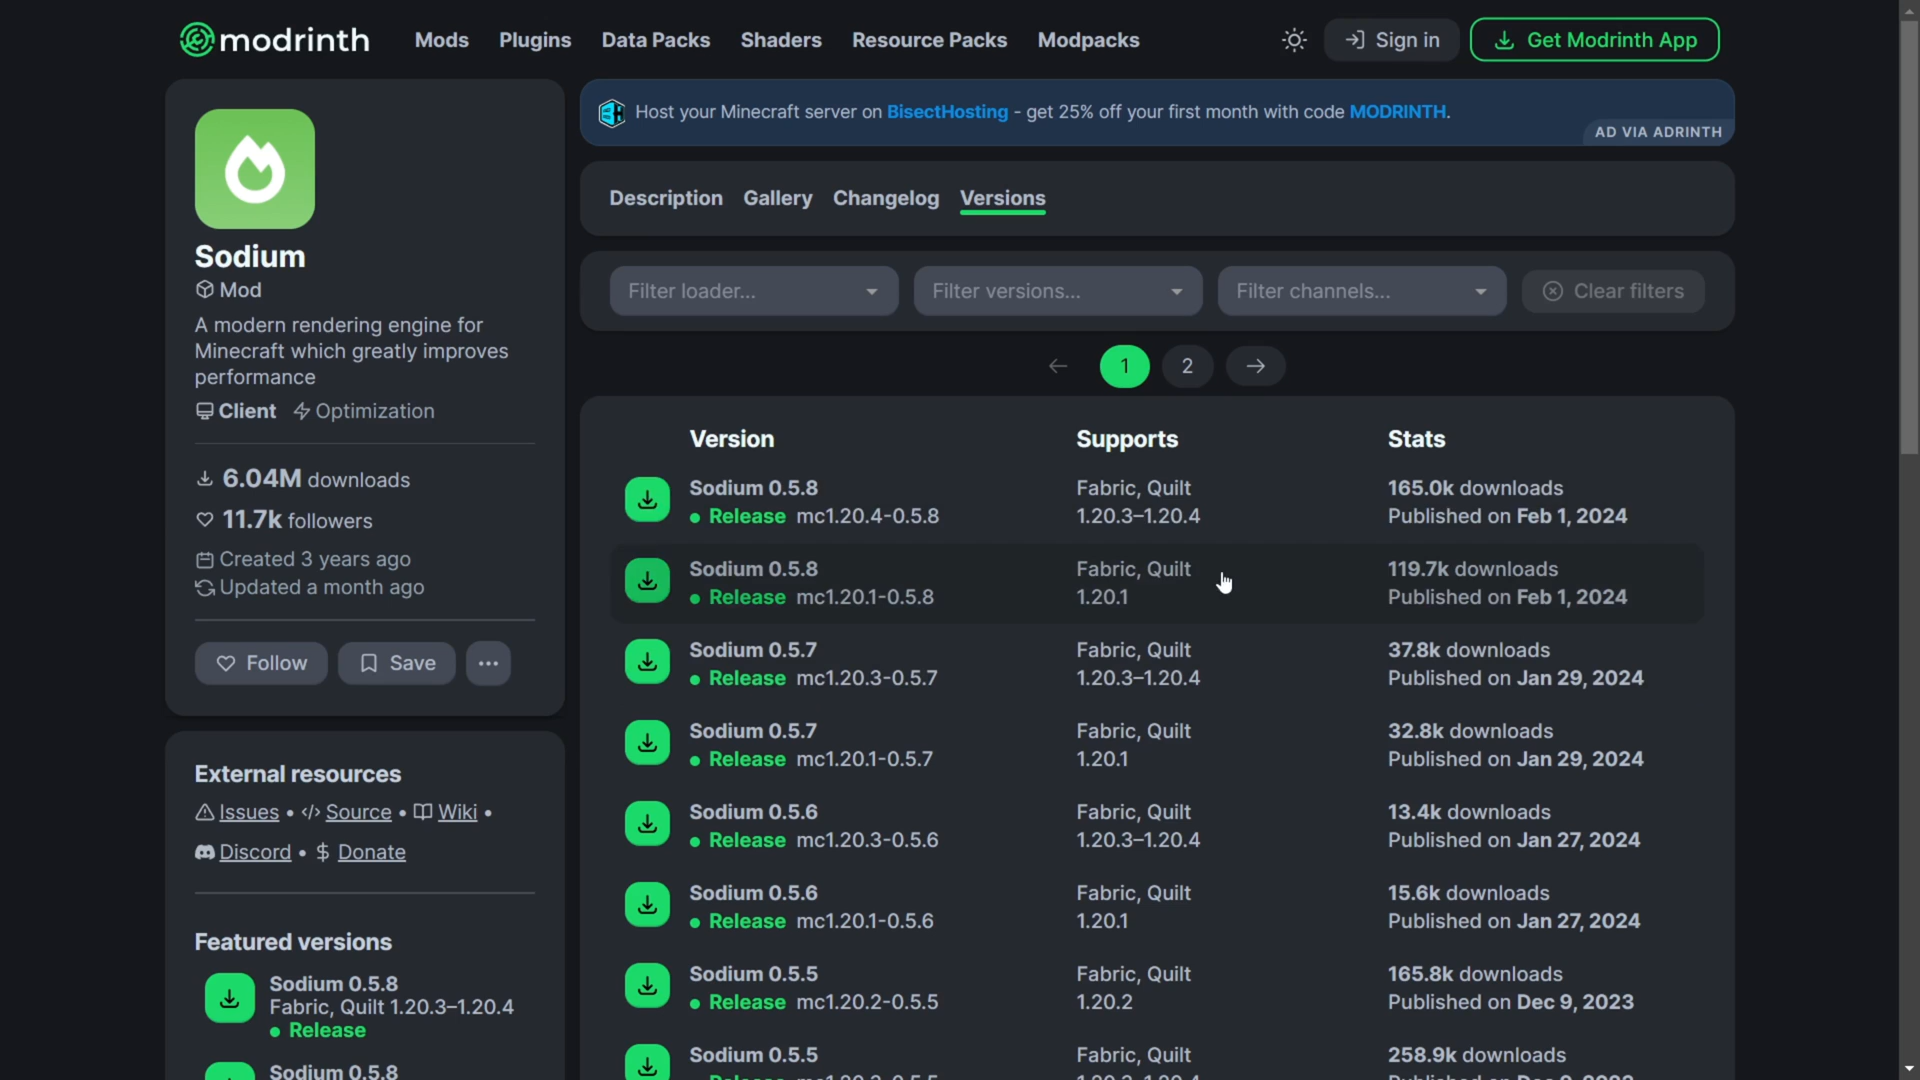 modrinth Mods Plugins Data Packs Shaders Resource Packs Modpacks Sign in Get Modrinth App
Host your Minecraft server on BisectHosting - get 25% off your first month with code MODRINTH.
AD VIA ADRINTH
Sodium
Mod
A modern rendering engine for
Minecraft which greatly improves
performance
Client Optimization
6.04M downloads
11.7k followers
Created 3 years ago
Updated a month ago
Follow Save
External resources
Issues • Source • Wiki •
Discord • Donate
Featured versions
Sodium 0.5.8
Fabric, Quilt 1.20.3–1.20.4
Release
Sodium 0.5.8
Description Gallery Changelog Versions
Filter loader... Filter versions... Filter channels... Clear filters
1 2
Version Supports Stats
Sodium 0.5.8 Fabric, Quilt 165.0k downloads
Release mc1.20.4-0.5.8 1.20.3–1.20.4 Published on Feb 1, 2024
Sodium 0.5.8 Fabric, Quilt 119.7k downloads
Release mc1.20.1-0.5.8 1.20.1 Published on Feb 1, 2024
Sodium 0.5.7 Fabric, Quilt 37.8k downloads
Release mc1.20.3-0.5.7 1.20.3–1.20.4 Published on Jan 29, 2024
Sodium 0.5.7 Fabric, Quilt 32.8k downloads
Release mc1.20.1-0.5.7 1.20.1 Published on Jan 29, 2024
Sodium 0.5.6 Fabric, Quilt 13.4k downloads
Release mc1.20.3-0.5.6 1.20.3–1.20.4 Published on Jan 27, 2024
Sodium 0.5.6 Fabric, Quilt 15.6k downloads
Release mc1.20.1-0.5.6 1.20.1 Published on Jan 27, 2024
Sodium 0.5.5 Fabric, Quilt 165.8k downloads
Release mc1.20.2-0.5.5 1.20.2 Published on Dec 9, 2023
Sodium 0.5.5 Fabric, Quilt 258.9k downloads